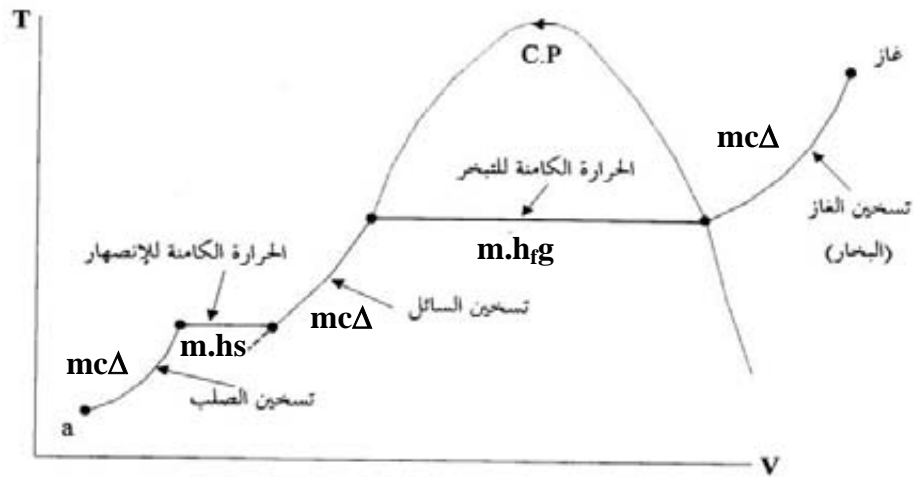 T
غاز
C.P
mcΔ
الحرارة الكامنة للتبخر
تسخين الغاز
(البخار)
m.hfg
الحرارة الكامنة للإنصهار
تسخين السائل
mcΔ
m.hs
mcΔ
تسخين الصلب
a
V